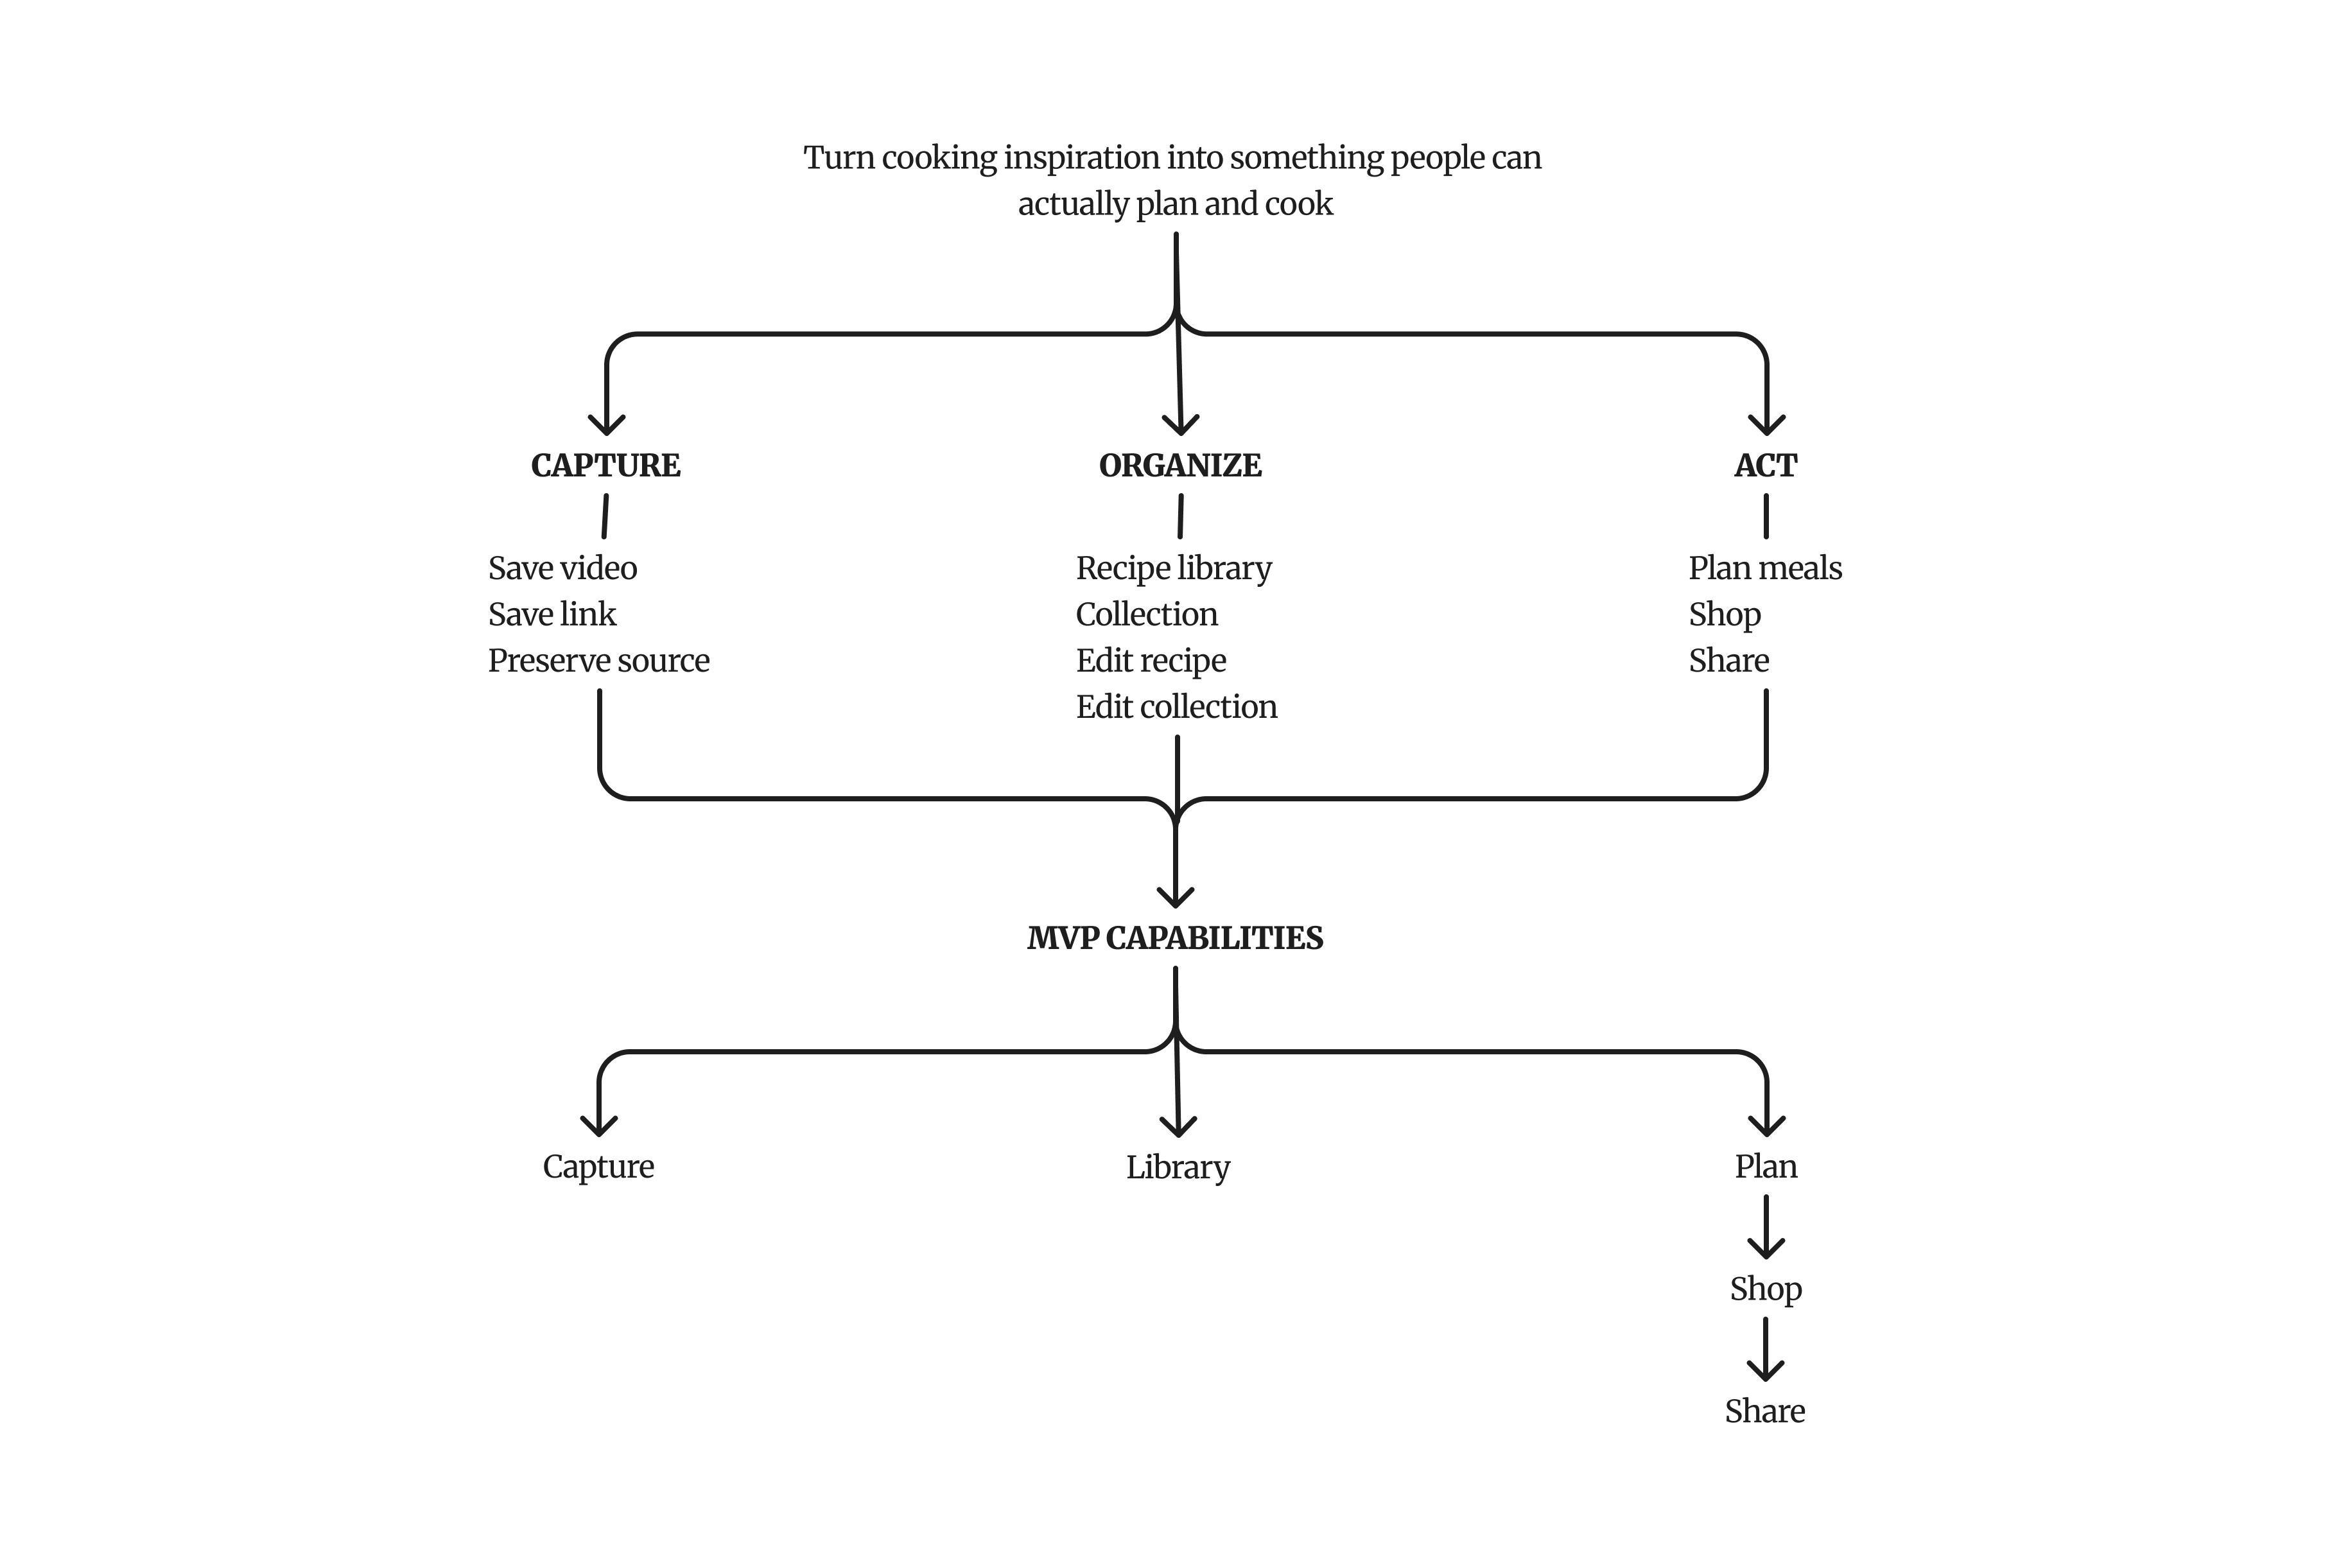 Turn cooking inspiration into something people can
actually plan and cook
CAPTURE
ORGANIZE
ACT
Save video
Save link
Preserve source
Recipe library
Collection
Edit recipe
Edit collection
Plan meals
Shop
Share
MVP CAPABILITIES
Capture
Library
Plan
Shop
Share